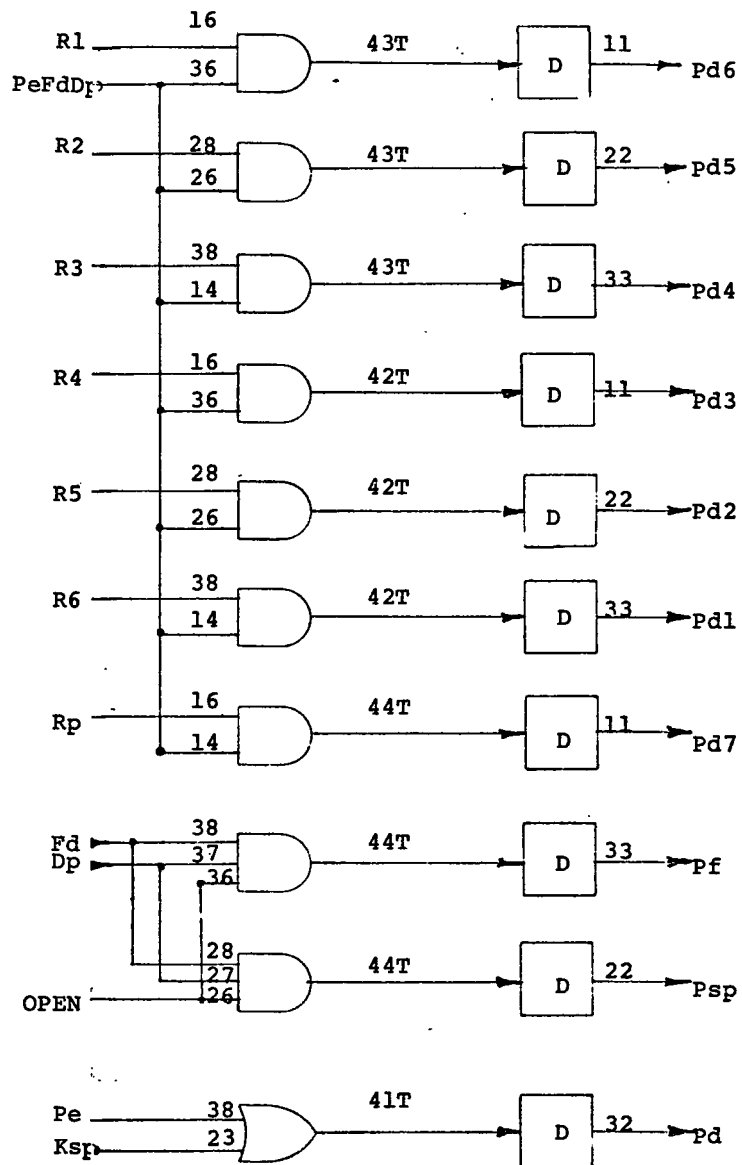 16
R1 43T 11
36 D Pd6
PeFdDp
R2 28 43T 22
26 D Pd5
R3 38 43T
14 D 33 Pd4
R4 16 42T
36 D 11 Pd3
R5 28 42T 22
26 D Pd2
R6 38 42T 33
14 D Pd1
Rp 16 44T 11
14 D Pd7
Fd 38 44T 33
Dp 37 D Pf
36
28 44T 22
27 D Psp
OPEN 26
Pe 38 41T 32
Ksp 23 D Pd